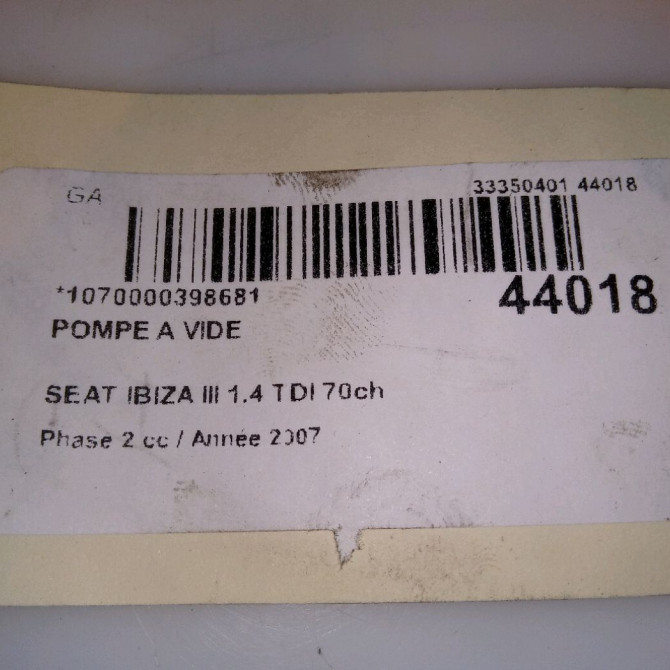 GA
33350401 44018
*1070000398681
44018
POMPE A VIDE
SEAT IBIZA III 1.4 TDI 70ch
Phase 2 cc / Année 2007